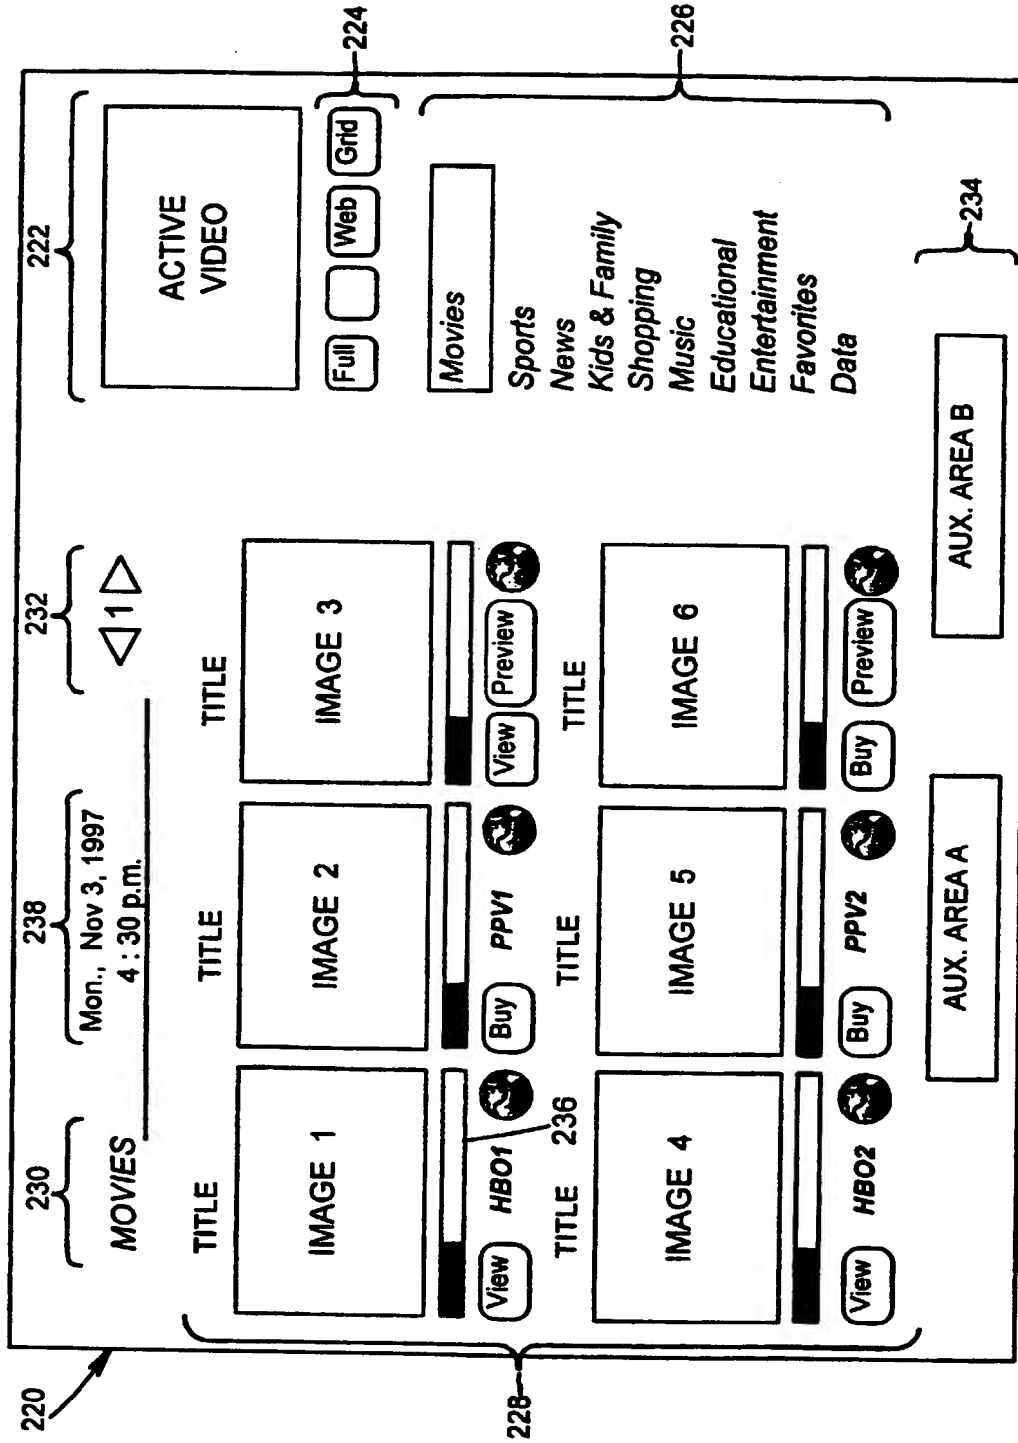 220
230
238
232
222
MOVIES
Mon., Nov 3, 1997
4 : 30 p.m.
1
ACTIVE
VIDEO
Full
Web
Grid
224
TITLE
TITLE
TITLE
IMAGE 1
IMAGE 2
IMAGE 3
View
HBO1
Buy
PPV1
View
Preview
236
228
TITLE
TITLE
TITLE
IMAGE 4
IMAGE 5
IMAGE 6
View
HBO2
Buy
PPV2
Buy
Preview
Movies
Sports
News
Kids & Family
Shopping
Music
Educational
Entertainment
Favorites
Data
226
AUX. AREA A
AUX. AREA B
234